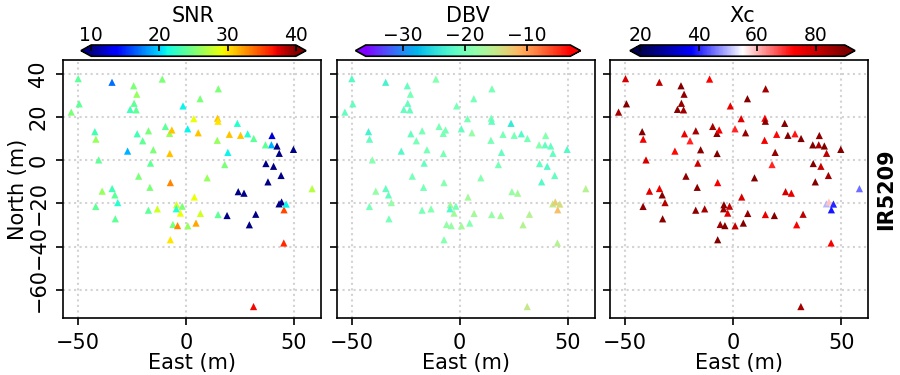 SNR DBV Xc
10 20 30 40 −30 −20 −10 20 40 60 80
North (m)
40
20
0
−20
−40
−60
−50 0 50 −50 0 50 −50 0 50
East (m) East (m) East (m)
IR5209